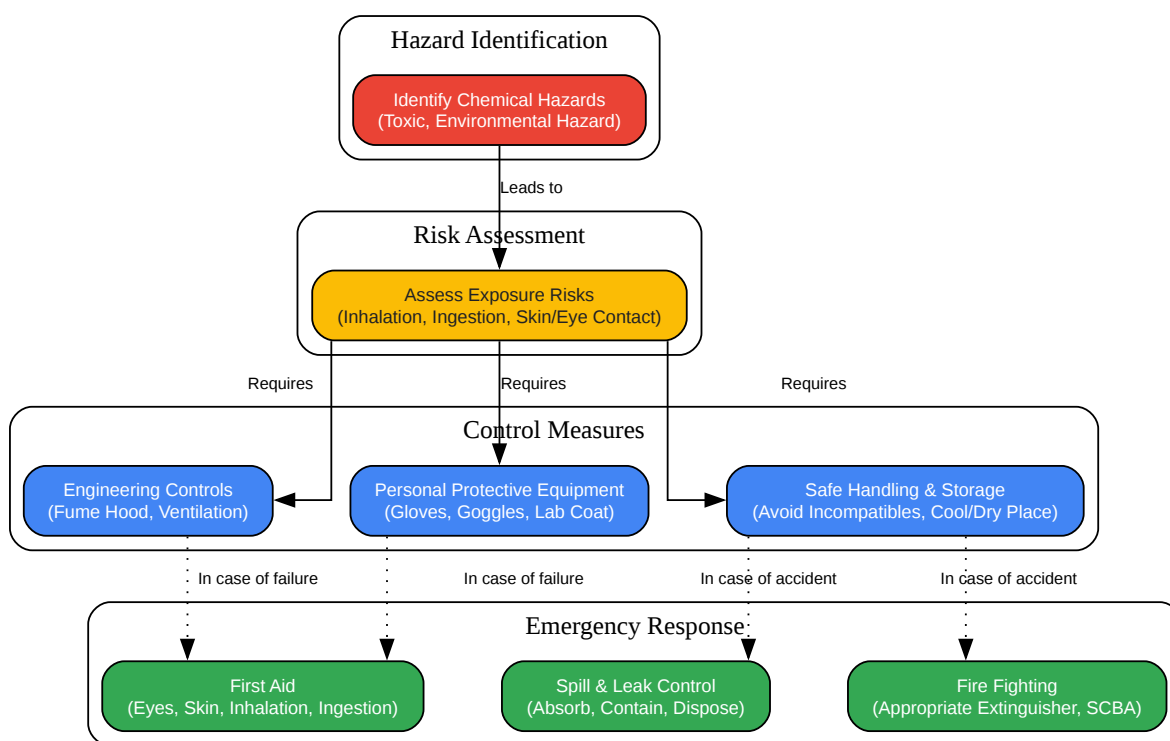 Hazard Identification
Identify Chemical Hazards
(Toxic, Environmental Hazard)
Leads to
Risk Assessment
Assess Exposure Risks
(Inhalation, Ingestion, Skin/Eye Contact)
Requires
Requires
Requires
Control Measures
Engineering Controls
(Fume Hood, Ventilation)
Personal Protective Equipment
(Gloves, Goggles, Lab Coat)
Safe Handling & Storage
(Avoid Incompatibles, Cool/Dry Place)
In case of failure
In case of failure
In case of accident
In case of accident
Emergency Response
First Aid
(Eyes, Skin, Inhalation, Ingestion)
Spill & Leak Control
(Absorb, Contain, Dispose)
Fire Fighting
(Appropriate Extinguisher, SCBA)